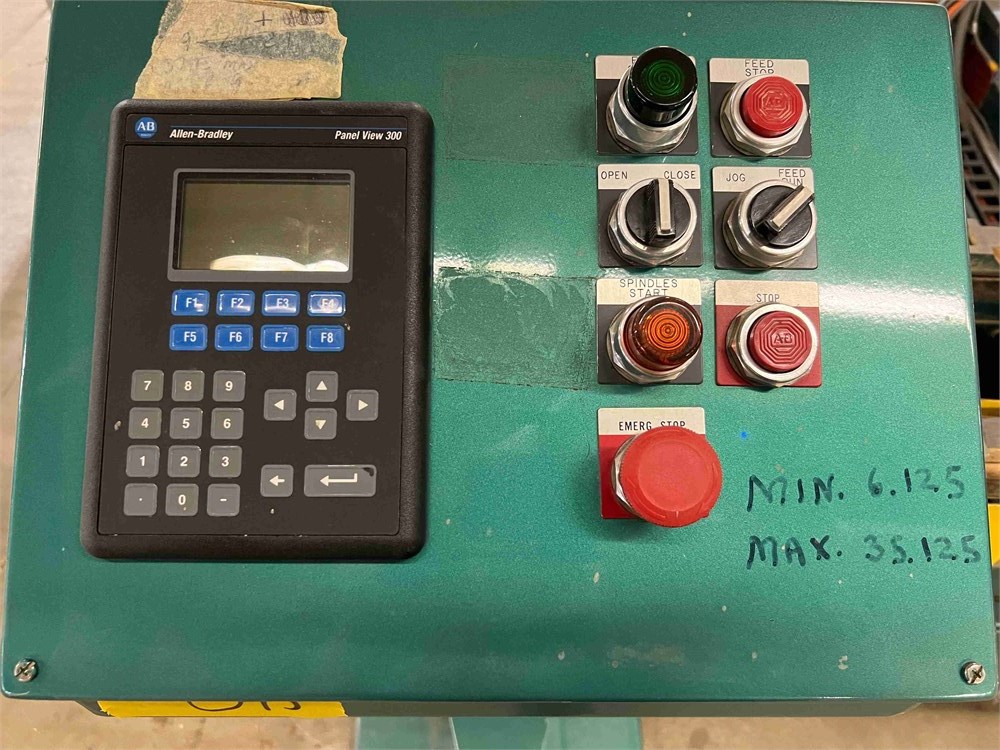 AB Allen-Bradley Panel View 300
F1 F2 F3 F4
F5 F6 F7 F8
7 8 9
4 5 6
1 2 3
. 0 -
FEED
STOP
AB
OPEN CLOSE
JOG FEED
RUN
SPINDLES
START
STOP
AB
EMERG STOP
MIN. 6.125
MAX. 35.125